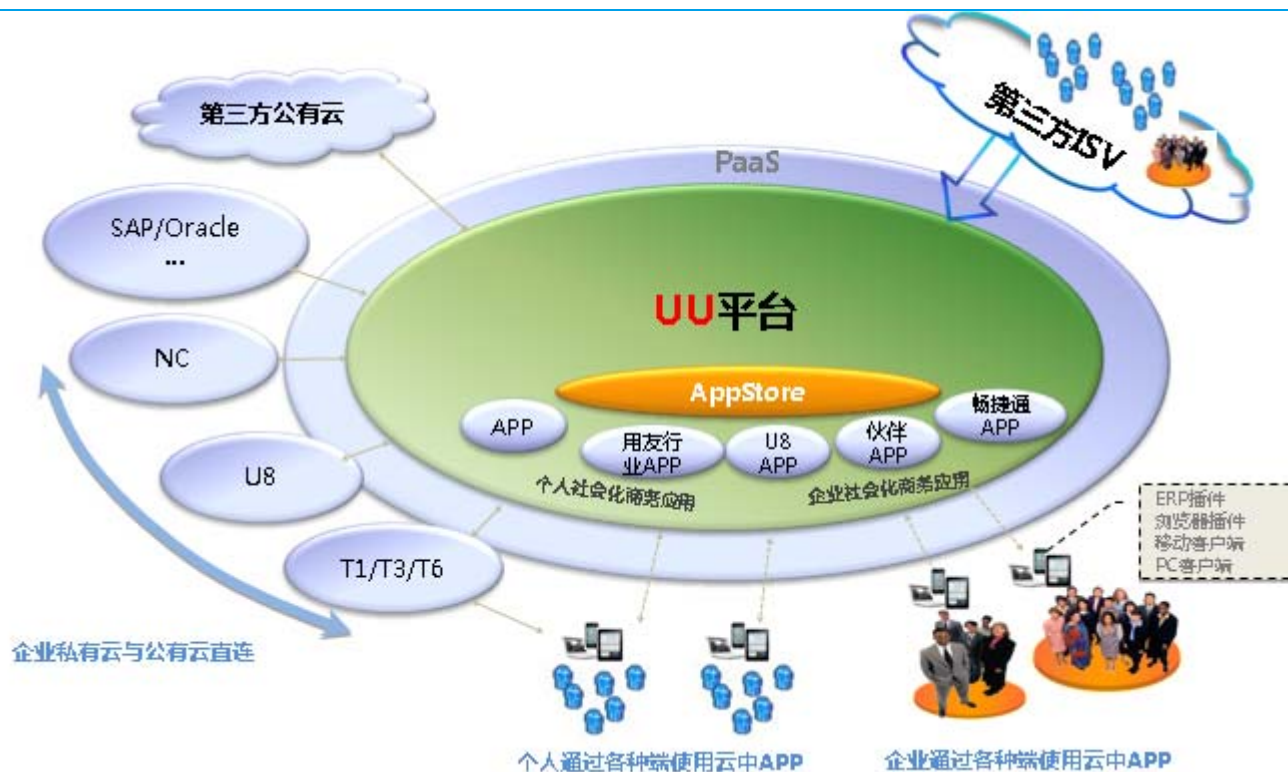 第三方公有云
第三方ISV
PaaS
SAP/Oracle
...
UU平台
NC
AppStore
畅捷通
APP
APP
用友行
业APP
U8
APP
伙伴
APP
U8
个人社会化商务应用
企业社会化商务应用
ERP插件
浏览器插件
移动客户端
PC客户端
T1/T3/T6
企业私有云与公有云直连
个人通过各种端使用云中APP
企业通过各种端使用云中APP